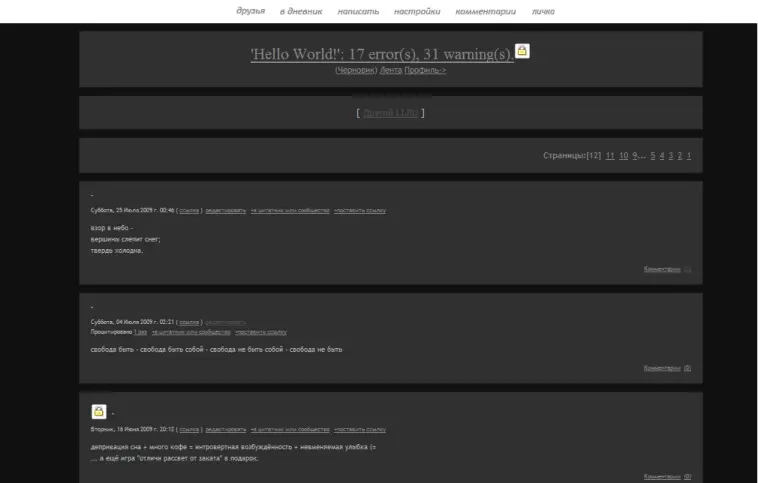 друзья в дневник написать настройки комментарии личка
'Hello World!': 17 error(s), 31 warning(s).
(Черновик) Лента Профиль->
[ Другой LI.RU ]
Страницы:[12] 11 10 9... 5 4 3 2 1
.
Суббота, 25 Июля 2009 г. 00:46 ( ссылка ) редактировать +в цитатник или сообщество +поставить ссылку
взор в небо -
вершины слепит снег;
твердь холодна.
Комментарии
.
Суббота, 04 Июля 2009 г. 02:21 ( ссылка ) редактировать
Процитировано 1 раз +в цитатник или сообщество +поставить ссылку
свобода быть - свобода быть собой - свобода не быть собой - свобода не быть
Комментарии (0)
.
Вторник, 16 Июня 2009 г. 20:12 ( ссылка ) редактировать +в цитатник или сообщество +поставить ссылку
депривация сна + много кофе = интровертная возбуждённость + невменяемая улыбка (=
... а ещё игра "отличи рассвет от заката" в подарок.
Комментарии (0)